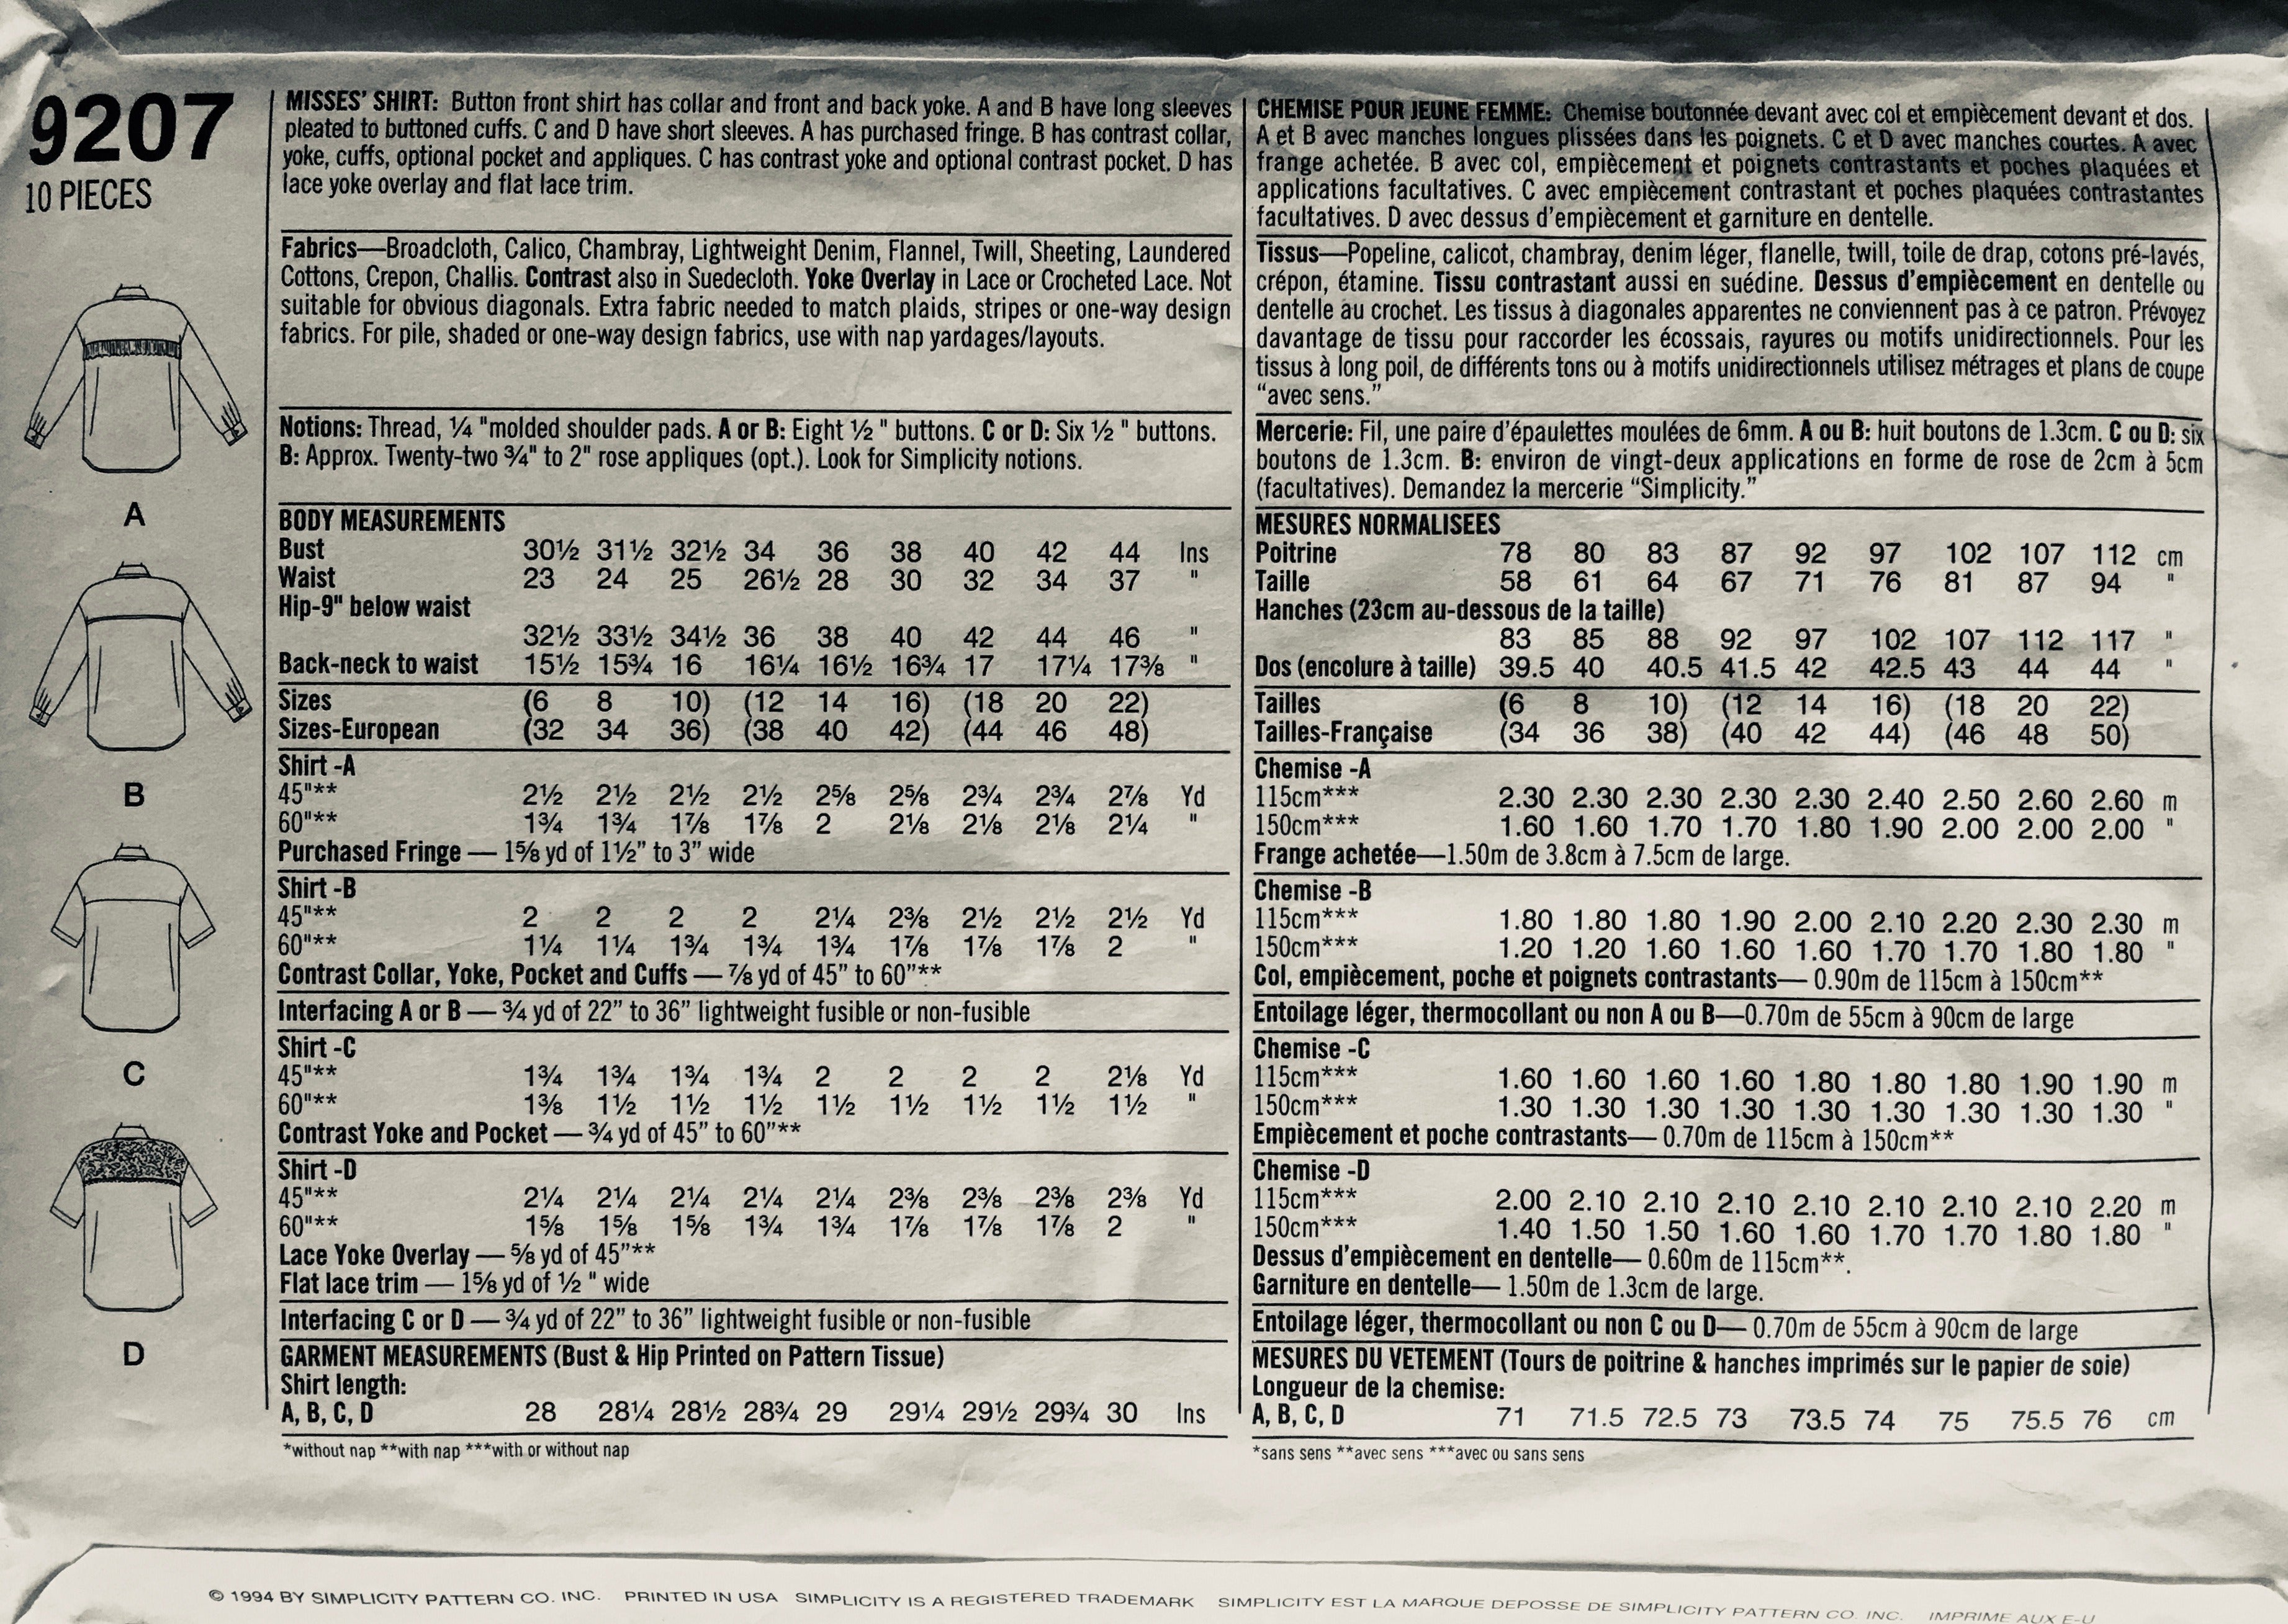 9207
10 PIECES
A
B
C
D
MISSES' SHIRT: Button front shirt has collar and front and back yoke. A and B have long sleeves
pleated to buttoned cuffs. C and D have short sleeves. A has purchased fringe. B has contrast collar,
yoke, cuffs, optional pocket and appliques. C has contrast yoke and optional contrast pocket. D has
lace yoke overlay and flat lace trim.
Fabrics—Broadcloth, Calico, Chambray, Lightweight Denim, Flannel, Twill, Sheeting, Laundered
Cottons, Crepon, Challis. Contrast also in Suedecloth. Yoke Overlay in Lace or Crocheted Lace. Not
suitable for obvious diagonals. Extra fabric needed to match plaids, stripes or one-way design
fabrics. For pile, shaded or one-way design fabrics, use with nap yardages/layouts.
Notions: Thread, ¼ "molded shoulder pads. A or B: Eight ½ " buttons. C or D: Six ½ " buttons.
B: Approx. Twenty-two ¾" to 2" rose appliques (opt.). Look for Simplicity notions.
BODY MEASUREMENTS
Bust 30½ 31½ 32½ 34 36 38 40 42 44 Ins
Waist 23 24 25 26½ 28 30 32 34 37 "
Hip-9" below waist
32½ 33½ 34½ 36 38 40 42 44 46 "
Back-neck to waist 15½ 15¾ 16 16¼ 16½ 16¾ 17 17¼ 17⅜ "
Sizes (6 8 10) (12 14 16) (18 20 22)
Sizes-European (32 34 36) (38 40 42) (44 46 48)
Shirt -A
45"** 2½ 2½ 2½ 2½ 2⅝ 2⅝ 2¾ 2¾ 2⅞ Yd
60"** 1¾ 1¾ 1⅞ 1⅞ 2 2⅛ 2⅛ 2⅛ 2¼ "
Purchased Fringe — 1⅝ yd of 1½" to 3" wide
Shirt -B
45"** 2 2 2 2 2¼ 2⅜ 2½ 2½ 2½ Yd
60"** 1¼ 1¼ 1¾ 1¾ 1¾ 1⅞ 1⅞ 1⅞ 2 "
Contrast Collar, Yoke, Pocket and Cuffs — ⅞ yd of 45" to 60"**
Interfacing A or B — ¾ yd of 22" to 36" lightweight fusible or non-fusible
Shirt -C
45"** 1¾ 1¾ 1¾ 1¾ 2 2 2 2 2⅛ Yd
60"** 1⅜ 1½ 1½ 1½ 1½ 1½ 1½ 1½ 1½ "
Contrast Yoke and Pocket — ¾ yd of 45" to 60"**
Shirt -D
45"** 2¼ 2¼ 2¼ 2¼ 2¼ 2⅜ 2⅜ 2⅜ 2⅜ Yd
60"** 1⅝ 1⅝ 1⅝ 1¾ 1¾ 1⅞ 1⅞ 1⅞ 2 "
Lace Yoke Overlay — ⅝ yd of 45"**
Flat lace trim — 1⅝ yd of ½ " wide
Interfacing C or D — ¾ yd of 22" to 36" lightweight fusible or non-fusible
GARMENT MEASUREMENTS (Bust & Hip Printed on Pattern Tissue)
Shirt length:
A, B, C, D 28 28¼ 28½ 28¾ 29 29¼ 29½ 29¾ 30 Ins
*without nap **with nap ***with or without nap
CHEMISE POUR JEUNE FEMME: Chemise boutonnée devant avec col et empiècement devant et dos.
A et B avec manches longues plissées dans les poignets. C et D avec manches courtes. A avec
frange achetée. B avec col, empiècement et poignets contrastants et poches plaquées et
applications facultatives. C avec empiècement contrastant et poches plaquées contrastantes
facultatives. D avec dessus d'empiècement et garniture en dentelle.
Tissus—Popeline, calicot, chambray, denim léger, flanelle, twill, toile de drap, cotons pré-lavés,
crépon, étamine. Tissu contrastant aussi en suédine. Dessus d'empiècement en dentelle ou
dentelle au crochet. Les tissus à diagonales apparentes ne conviennent pas à ce patron. Prévoyez
davantage de tissu pour raccorder les écossais, rayures ou motifs unidirectionnels. Pour les
tissus à long poil, de différents tons ou à motifs unidirectionnels utilisez métrages et plans de coupe
"avec sens."
Mercerie: Fil, une paire d'épaulettes moulées de 6mm. A ou B: huit boutons de 1.3cm. C ou D: six
boutons de 1.3cm. B: environ de vingt-deux applications en forme de rose de 2cm à 5cm
(facultatives). Demandez la mercerie "Simplicity."
MESURES NORMALISEES
Poitrine 78 80 83 87 92 97 102 107 112 cm
Taille 58 61 64 67 71 76 81 87 94 "
Hanches (23cm au-dessous de la taille)
83 85 88 92 97 102 107 112 117 "
Dos (encolure à taille) 39.5 40 40.5 41.5 42 42.5 43 44 44 "
Tailles (6 8 10) (12 14 16) (18 20 22)
Tailles-Française (34 36 38) (40 42 44) (46 48 50)
Chemise -A
115cm*** 2.30 2.30 2.30 2.30 2.30 2.40 2.50 2.60 2.60 m
150cm*** 1.60 1.60 1.70 1.70 1.80 1.90 2.00 2.00 2.00 "
Frange achetée—1.50m de 3.8cm à 7.5cm de large.
Chemise -B
115cm*** 1.80 1.80 1.80 1.90 2.00 2.10 2.20 2.30 2.30 m
150cm*** 1.20 1.20 1.60 1.60 1.60 1.70 1.70 1.80 1.80 "
Col, empiècement, poche et poignets contrastants— 0.90m de 115cm à 150cm**
Entoilage léger, thermocollant ou non A ou B—0.70m de 55cm à 90cm de large
Chemise -C
115cm*** 1.60 1.60 1.60 1.60 1.80 1.80 1.80 1.90 1.90 m
150cm*** 1.30 1.30 1.30 1.30 1.30 1.30 1.30 1.30 1.30 "
Empiècement et poche contrastants— 0.70m de 115cm à 150cm**
Chemise -D
115cm*** 2.00 2.10 2.10 2.10 2.10 2.10 2.10 2.10 2.20 m
150cm*** 1.40 1.50 1.50 1.60 1.60 1.70 1.70 1.80 1.80 "
Dessus d'empiècement en dentelle— 0.60m de 115cm**.
Garniture en dentelle— 1.50m de 1.3cm de large.
Entoilage léger, thermocollant ou non C ou D— 0.70m de 55cm à 90cm de large
MESURES DU VETEMENT (Tours de poitrine & hanches imprimés sur le papier de soie)
Longueur de la chemise:
A, B, C, D 71 71.5 72.5 73 73.5 74 75 75.5 76 cm
*sans sens **avec sens ***avec ou sans sens
© 1994 BY SIMPLICITY PATTERN CO. INC. PRINTED IN USA SIMPLICITY IS A REGISTERED TRADEMARK SIMPLICITY EST LA MARQUE DEPOSSE DE SIMPLICITY PATTERN CO. INC. IMPRIME AUX E-U